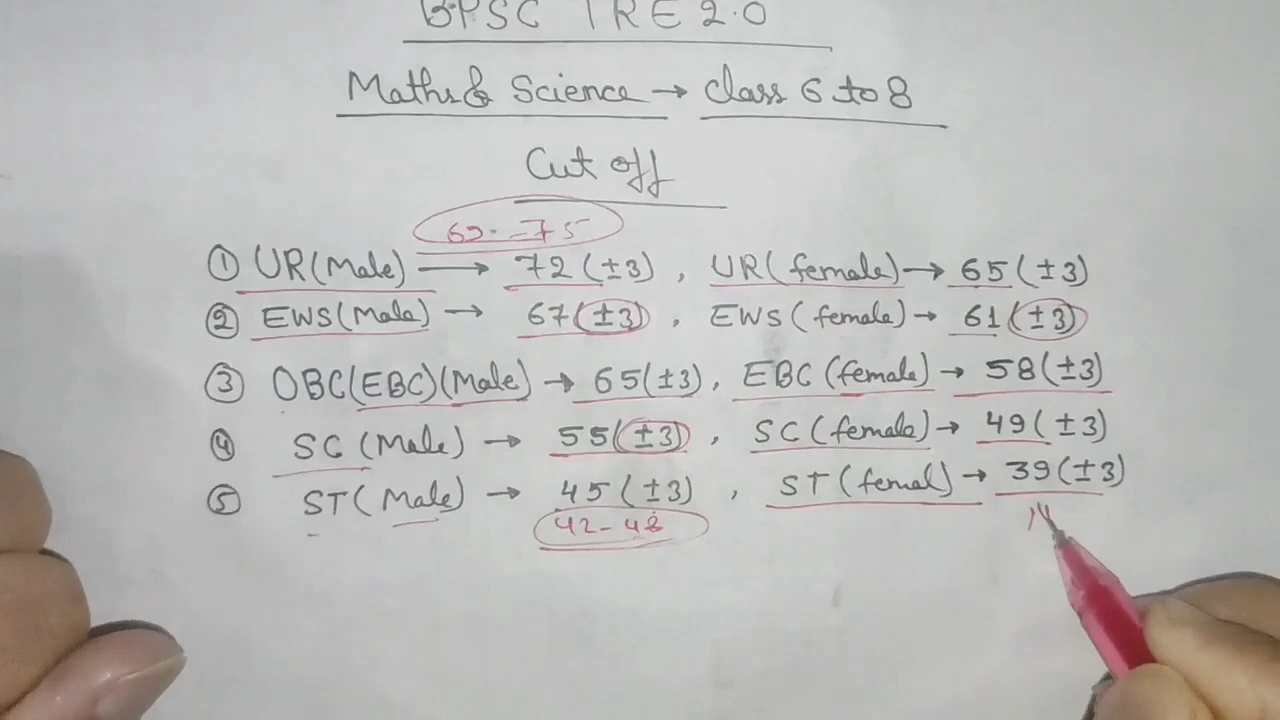 BPSC TRE 2.0
Maths & Science → class 6 to 8
Cut off
69-75
① UR(Male) → 72(±3), UR(female) → 65(±3)
② EWS(Male) → 67(±3), EWS(female) → 61(±3)
③ OBC(EBC)(Male) → 65(±3), EBC(female) → 58(±3)
④ SC(Male) → 55(±3), SC(female) → 49(±3)
⑤ ST(Male) → 45(±3), ST(femal) → 39(±3)
42-48